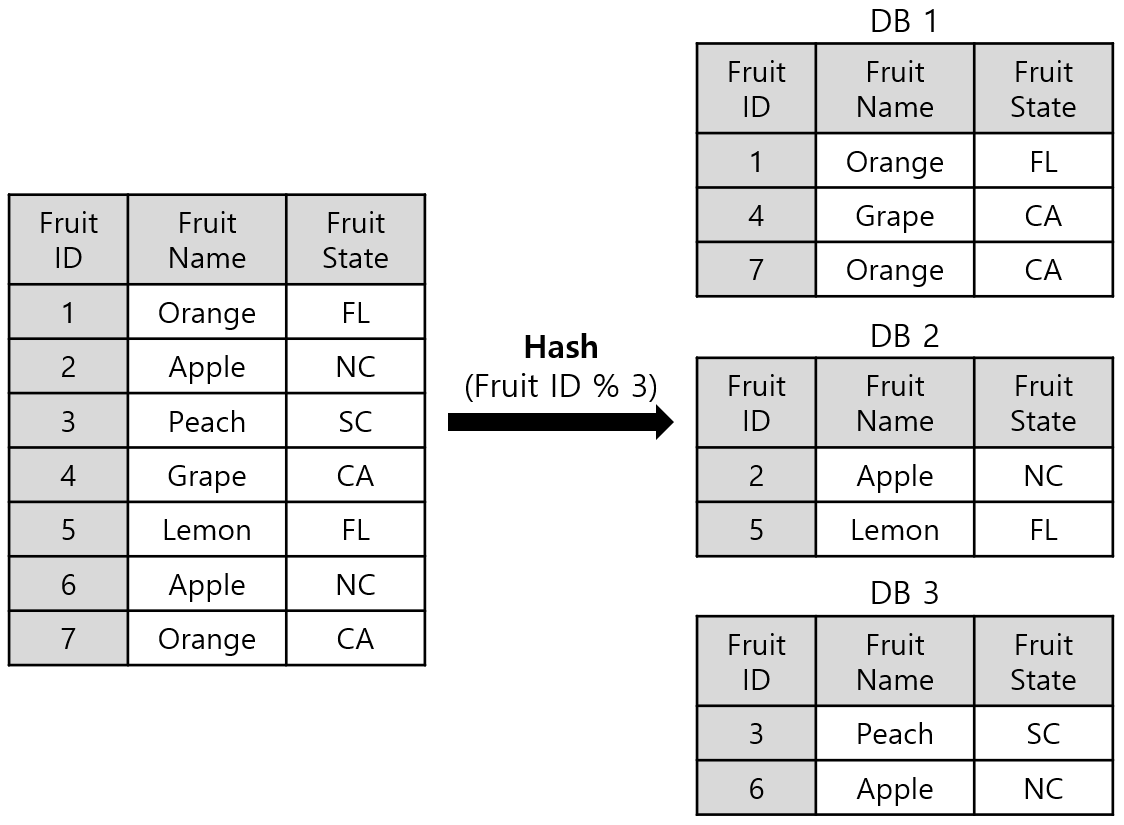 Fruit ID Fruit Name Fruit State
1 Orange FL
2 Apple NC
3 Peach SC
4 Grape CA
5 Lemon FL
6 Apple NC
7 Orange CA
Hash
(Fruit ID % 3)
DB 1
Fruit ID Fruit Name Fruit State
1 Orange FL
4 Grape CA
7 Orange CA
DB 2
Fruit ID Fruit Name Fruit State
2 Apple NC
5 Lemon FL
DB 3
Fruit ID Fruit Name Fruit State
3 Peach SC
6 Apple NC